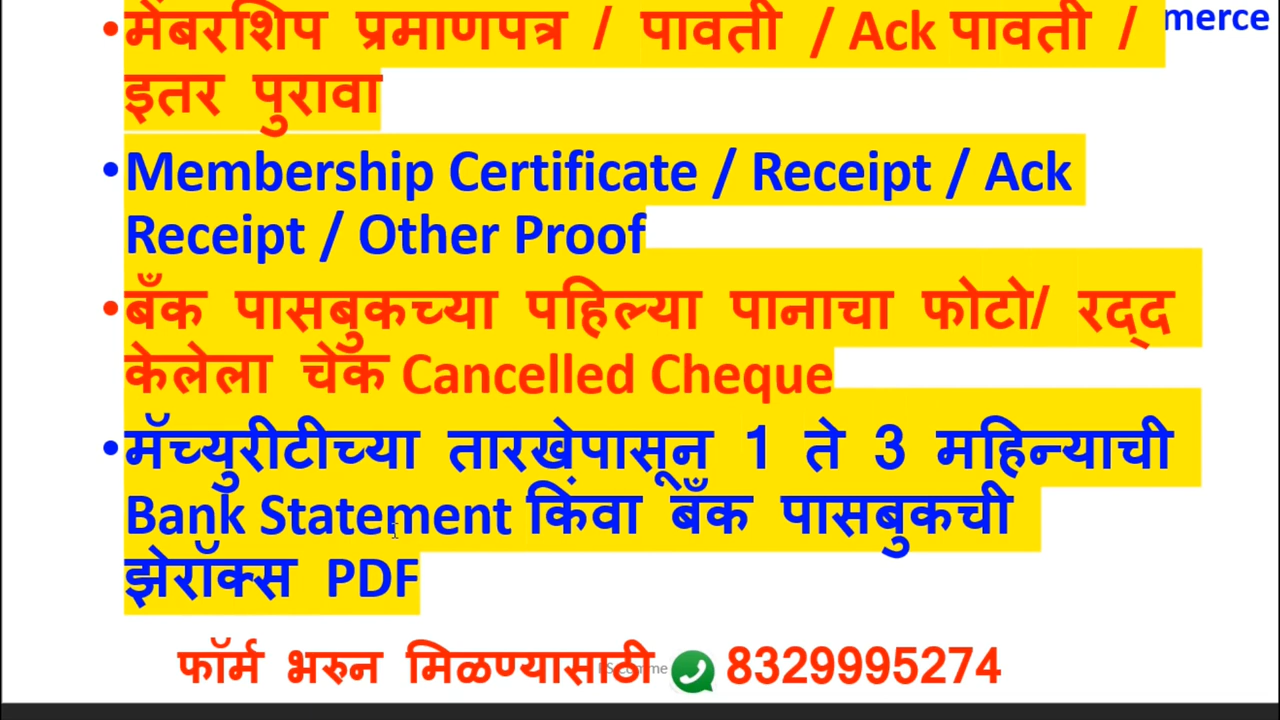 merce
•मेंबरशिप प्रमाणपत्र / पावती / Ack पावती /
इतर पुरावा
•Membership Certificate / Receipt / Ack
Receipt / Other Proof
•बँक पासबुकच्या पहिल्या पानाचा फोटो/ रद्द
केलेला चेक Cancelled Cheque
•मॅच्युरीटीच्या तारखेपासून 1 ते 3 महिन्याची
Bank Statement किंवा बँक पासबुकची
झेरॉक्स PDF
फॉर्म भरुन मिळण्यासाठी 8329995274